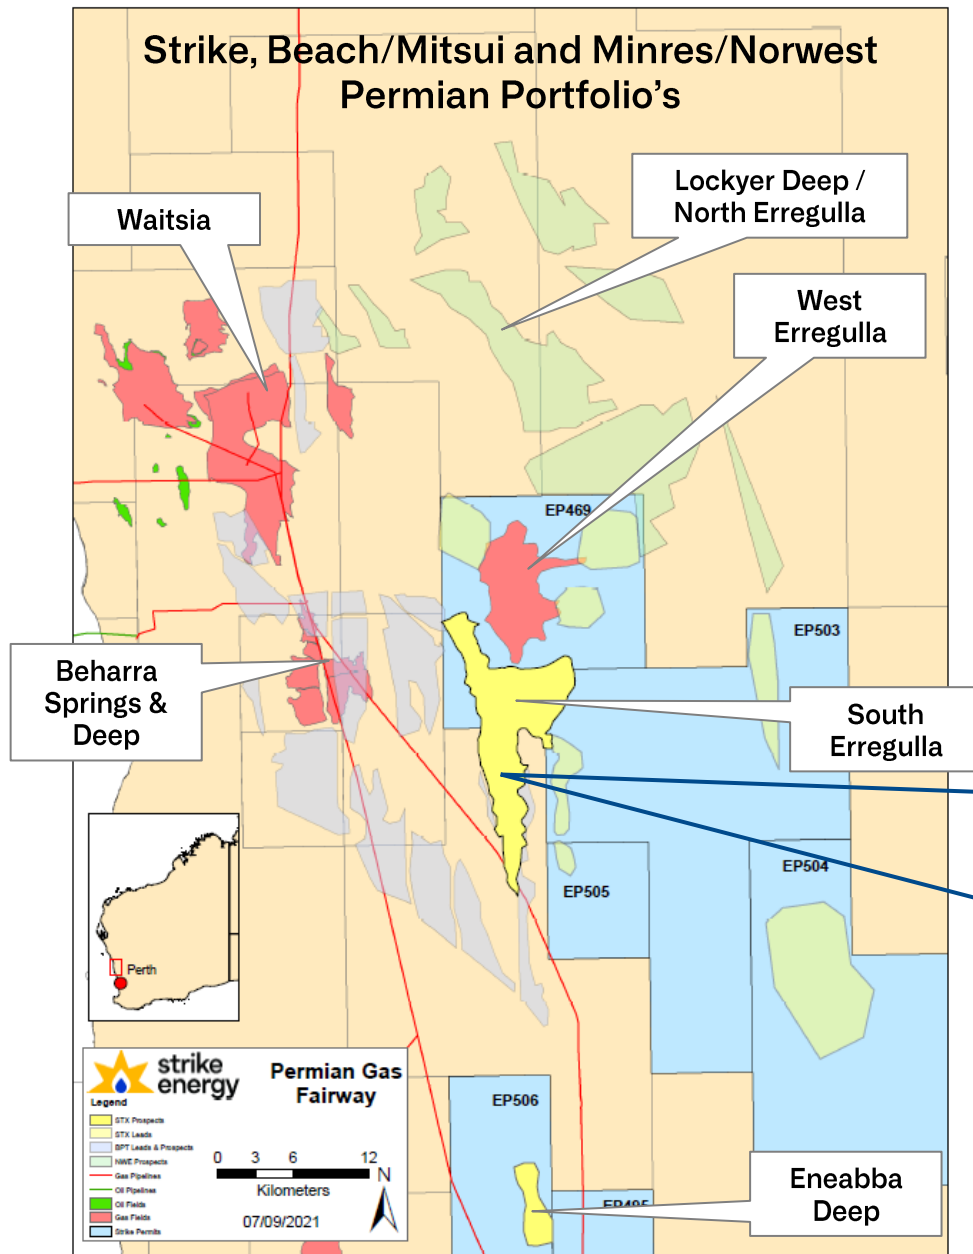 Strike, Beach/Mitsui and Minres/Norwest
Permian Portfolio's
Lockyer Deep /
North Erregulla
Waitsia
West
Erregulla
EP469
EP503
Beharra
Springs &
Deep
South
Erregulla
EP504
EP505
Perth
strike
energy
Permian Gas
Fairway
Legend
STX Prospects
STX Leads
BPT Leads & Prospects
NWE Prospects
Gas Pipelines
Oil Pipelines
Oil Fields
Gas Fields
Strike Permits
0 3 6 12
Kilometers
N
07/09/2021
EP506
Eneabba
Deep
EP495